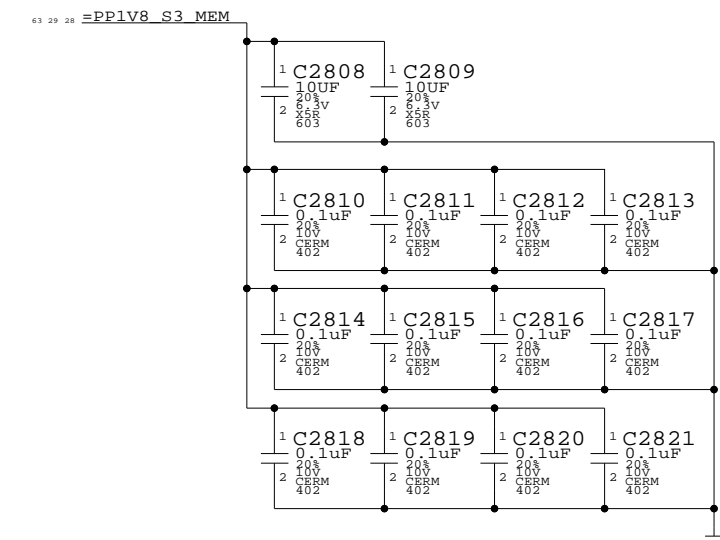 63 29 28 =PP1V8_S3_MEM
1 C2808 1 C2809
10UF 10UF
20% 20%
2 6.3V 2 6.3V
X5R X5R
603 603
1 C2810 1 C2811 1 C2812 1 C2813
0.1uF 0.1uF 0.1uF 0.1uF
20% 20% 20% 20%
2 10V 2 10V 2 10V 2 10V
CERM CERM CERM CERM
402 402 402 402
1 C2814 1 C2815 1 C2816 1 C2817
0.1uF 0.1uF 0.1uF 0.1uF
20% 20% 20% 20%
2 10V 2 10V 2 10V 2 10V
CERM CERM CERM CERM
402 402 402 402
1 C2818 1 C2819 1 C2820 1 C2821
0.1uF 0.1uF 0.1uF 0.1uF
20% 20% 20% 20%
2 10V 2 10V 2 10V 2 10V
CERM CERM CERM CERM
402 402 402 402